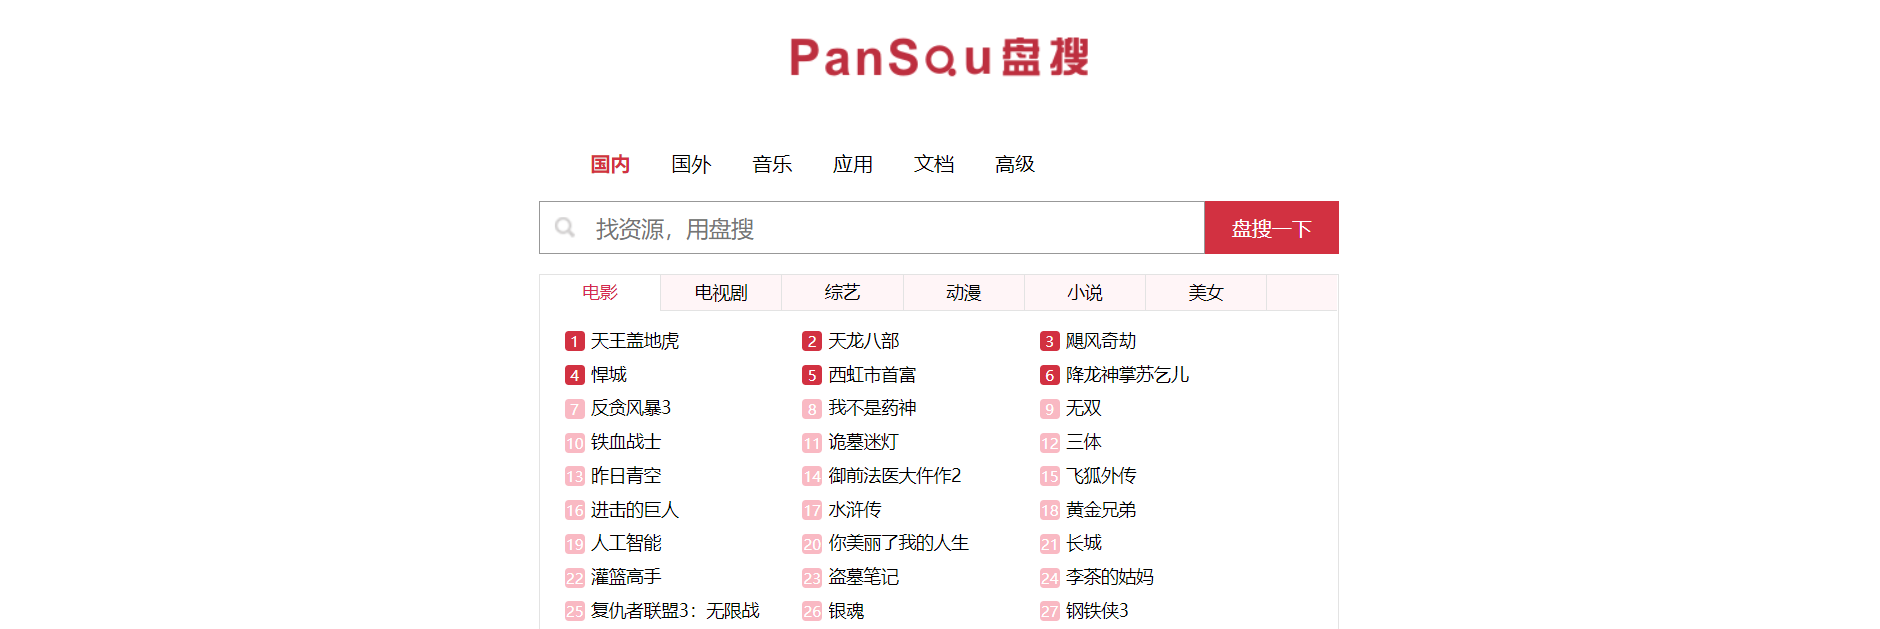 PanSou盘搜
国内 国外 音乐 应用 文档 高级
找资源，用盘搜 盘搜一下
电影 电视剧 综艺 动漫 小说 美女
1 天王盖地虎 2 天龙八部 3 飓风奇劫
4 悍城 5 西虹市首富 6 降龙神掌苏乞儿
7 反贪风暴3 8 我不是药神 9 无双
10 铁血战士 11 诡墓迷灯 12 三体
13 昨日青空 14 御前法医大仵作2 15 飞狐外传
16 进击的巨人 17 水浒传 18 黄金兄弟
19 人工智能 20 你美丽了我的人生 21 长城
22 灌篮高手 23 盗墓笔记 24 李茶的姑妈
25 复仇者联盟3：无限战 26 银魂 27 钢铁侠3